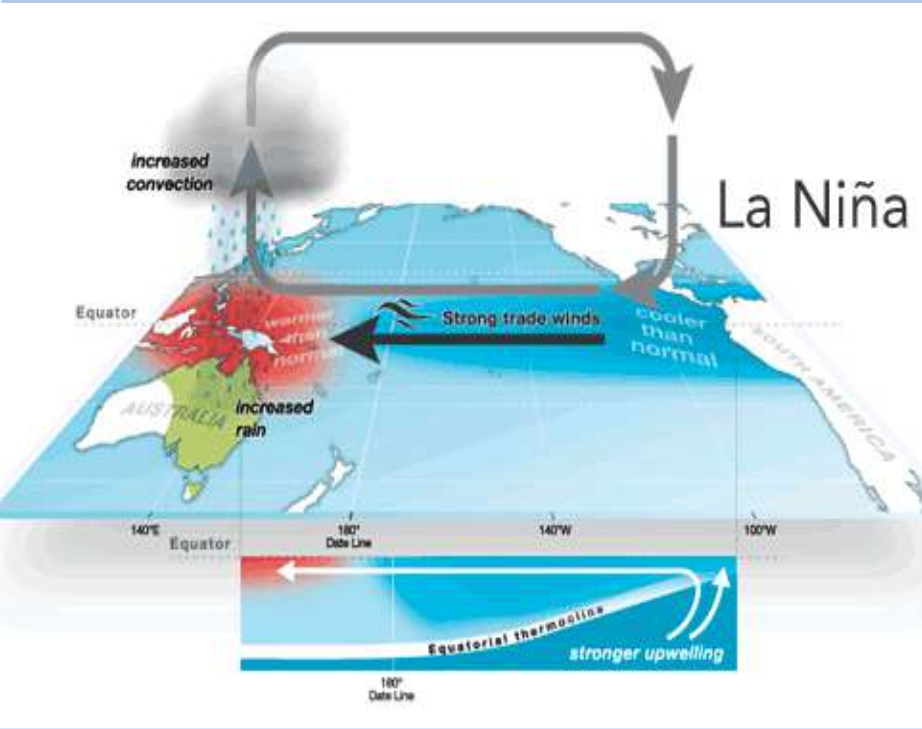 increased
convection
La Niña
Equator
warmer
than
normal
Strong trade winds
cooler
than
normal
AUSTRALIA
increased
rain
SOUTH AMERICA
140°E
180°
Date Line
140°W
100°W
Equator
Equatorial thermocline
stronger upwelling
180°
Date Line